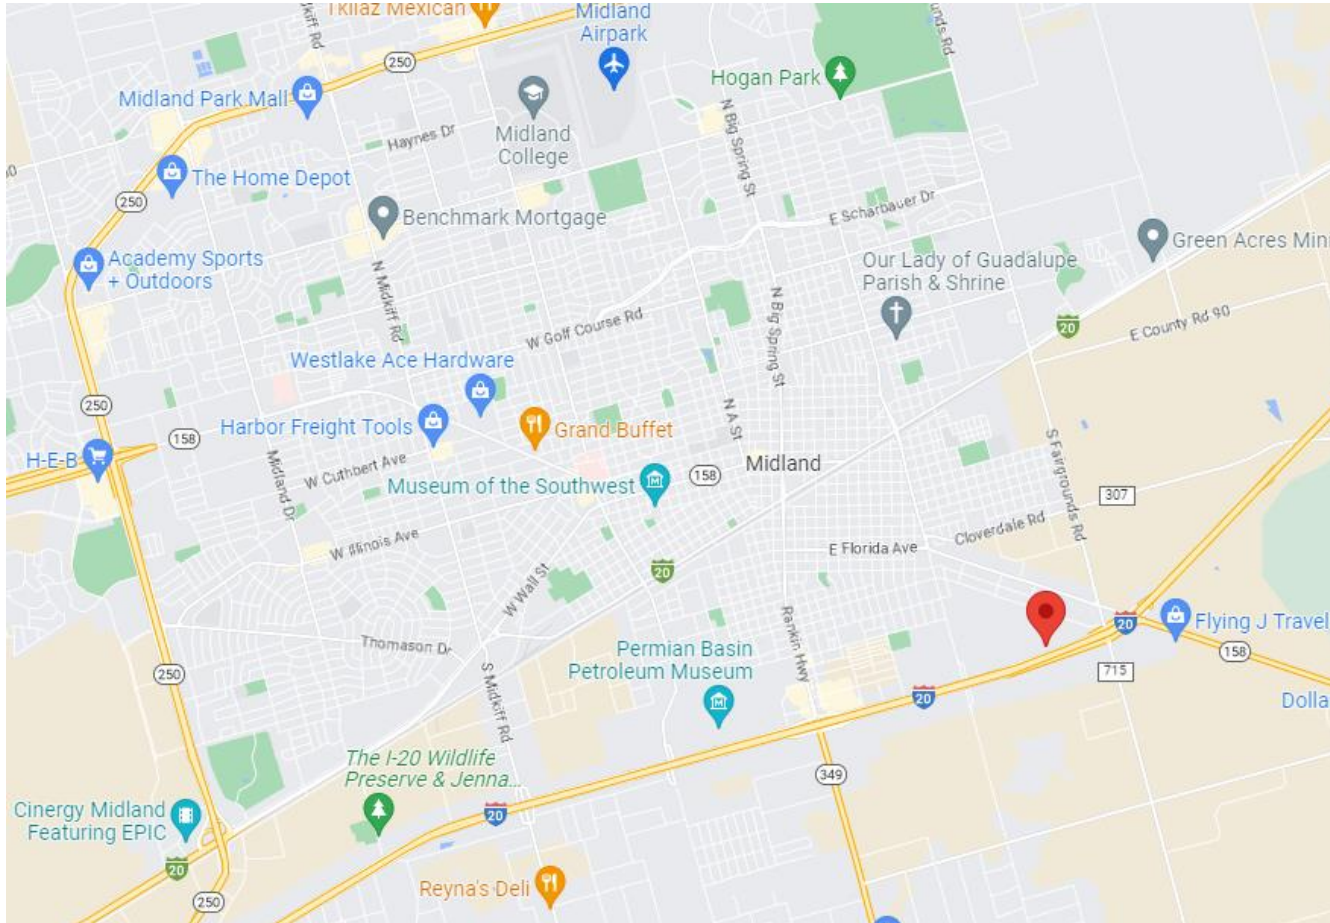 Tkilaz Mexican
Midland
Airpark
Hogan Park
250
Midland Park Mall
Midland
College
Haynes Dr
N Big Spring St
The Home Depot
250
Benchmark Mortgage
E Scharbauer Dr
Academy Sports
+ Outdoors
N Midkiff Rd
Our Lady of Guadalupe
Parish & Shrine
Green Acres Mini
20
E County Rd 90
W Golf Course Rd
N Big Spring St
Westlake Ace Hardware
250
Harbor Freight Tools
Grand Buffet
N A St
158
H-E-B
Midland Dr
W Cuthbert Ave
Museum of the Southwest
158
Midland
S Fairgrounds Rd
307
W Illinois Ave
Cloverdale Rd
E Florida Ave
20
W Wall St
Rankin Hwy
20
Flying J Travel
158
Thomason Dr
Permian Basin
Petroleum Museum
250
715
S Midkiff Rd
20
Dolla
The I-20 Wildlife
Preserve & Jenna...
349
Cinergy Midland
Featuring EPIC
20
20
Reyna's Deli
250